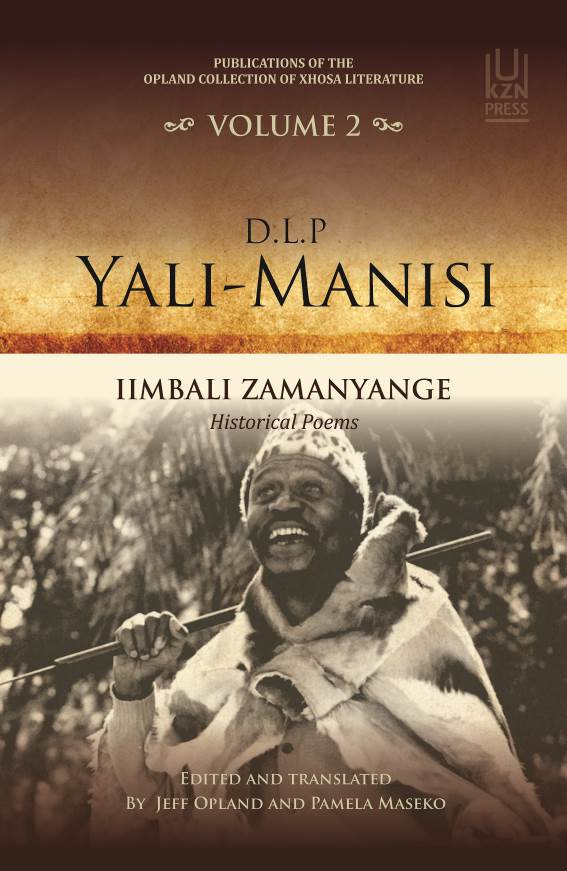 PUBLICATIONS OF THE
OPLAND COLLECTION OF XHOSA LITERATURE
VOLUME 2
U
KZN
PRESS
D.L.P
YALI-MANISI
IIMBALI ZAMANYANGE
Historical Poems
EDITED AND TRANSLATED
BY JEFF OPLAND AND PAMELA MASEKO